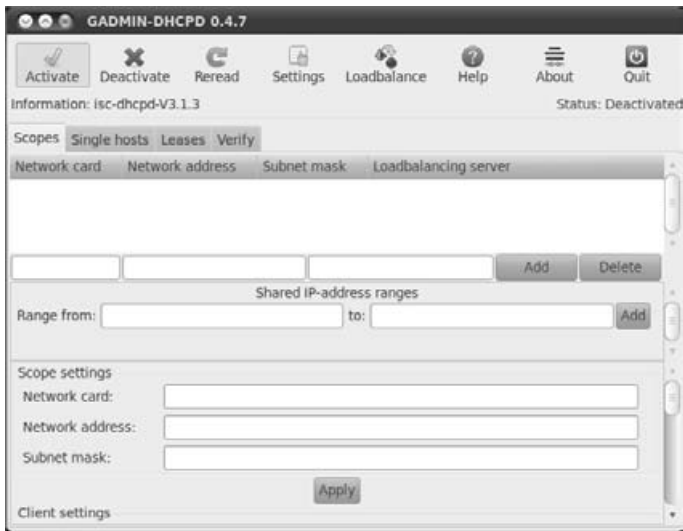 GADMIN-DHCPD 0.4.7
Activate Deactivate Reread Settings Loadbalance Help About Quit
Information: isc-dhcpd-V3.1.3 Status: Deactivated
Scopes Single hosts Leases Verify
Network card Network address Subnet mask Loadbalancing server
Add Delete
Shared IP-address ranges
Range from: to: Add
Scope settings
Network card:
Network address:
Subnet mask:
Apply
Client settings